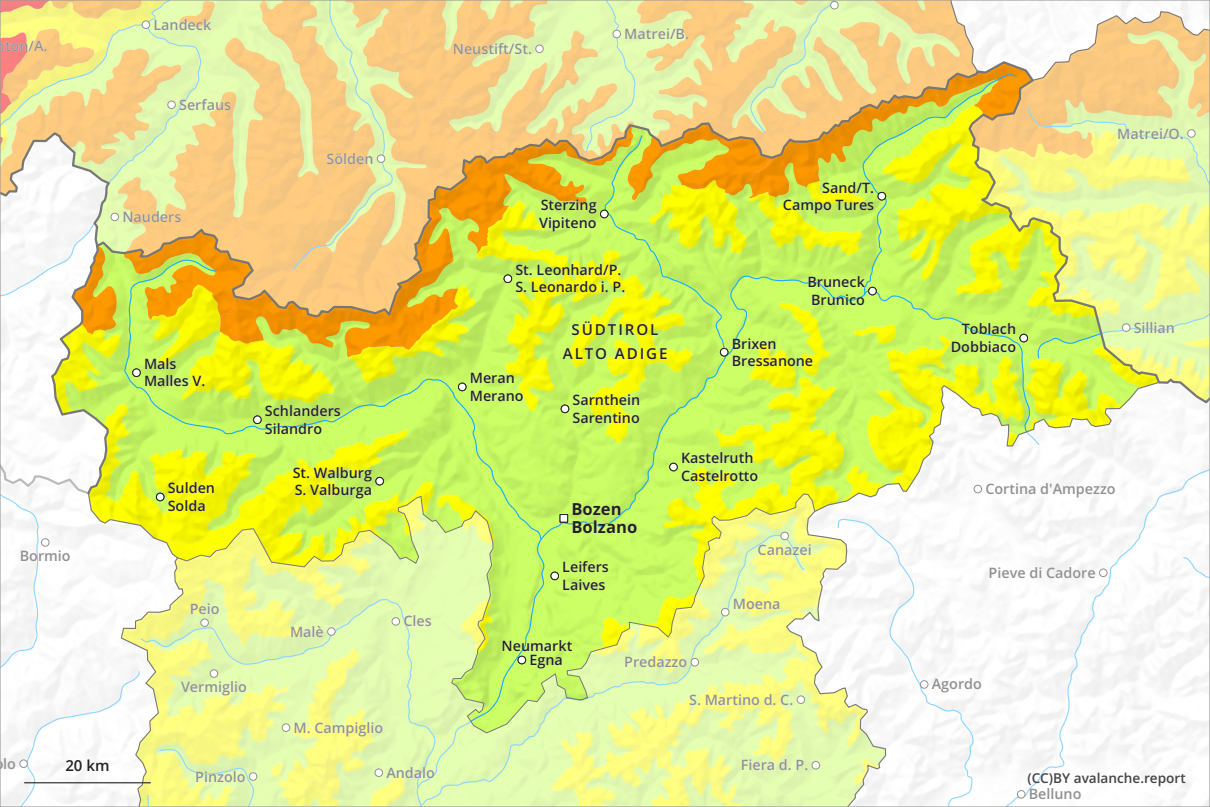 Landeck
Matrei/B.
Neustift/St.
Serfaus
Matrei/O.
Sölden
Nauders
Sand/T.
Campo Tures
Sterzing
Vipiteno
St. Leonhard/P.
S. Leonardo i. P.
Bruneck
Brunico
SÜDTIROL
ALTO ADIGE
Toblach
Dobbiaco
Sillian
Brixen
Bressanone
Mals
Malles V.
Meran
Merano
Sarnthein
Sarentino
Schlanders
Silandro
Kastelruth
Castelrotto
St. Walburg
S. Valburga
Sulden
Solda
Cortina d'Ampezzo
Bozen
Bolzano
Bormio
Canazei
Leifers
Laives
Pieve di Cadore
Peio
Moena
Malè
Cles
Neumarkt
Egna
Predazzo
Vermiglio
Agordo
S. Martino d. C.
M. Campiglio
20 km
Pinzolo
Andalo
Fiera d. P.
(CC)BY avalanche.report
Belluno